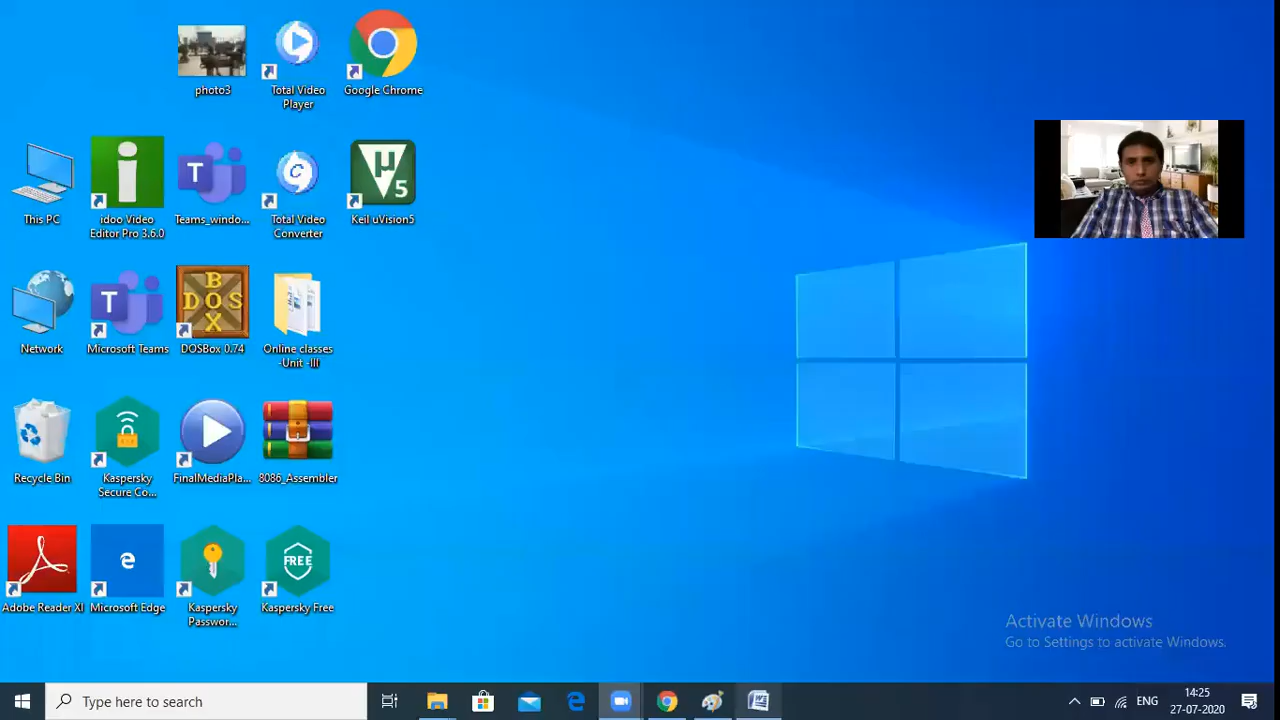 photo3
Total Video
Player
Google Chrome
This PC
i
idoo Video
Editor Pro 3.6.0
T
Teams_windo...
C
Total Video
Converter
µ
5
Keil uVision5
Network
T
Microsoft Teams
BOX
DOS
DOSBox 0.74
Online classes
-Unit -III
Recycle Bin
Kaspersky
Secure Co...
FinalMediaPla...
8086_Assembler
Adobe Reader XI
e
Microsoft Edge
Kaspersky
Passwor...
FREE
Kaspersky Free
Activate Windows
Go to Settings to activate Windows.
Type here to search
ENG
14:25
27-07-2020